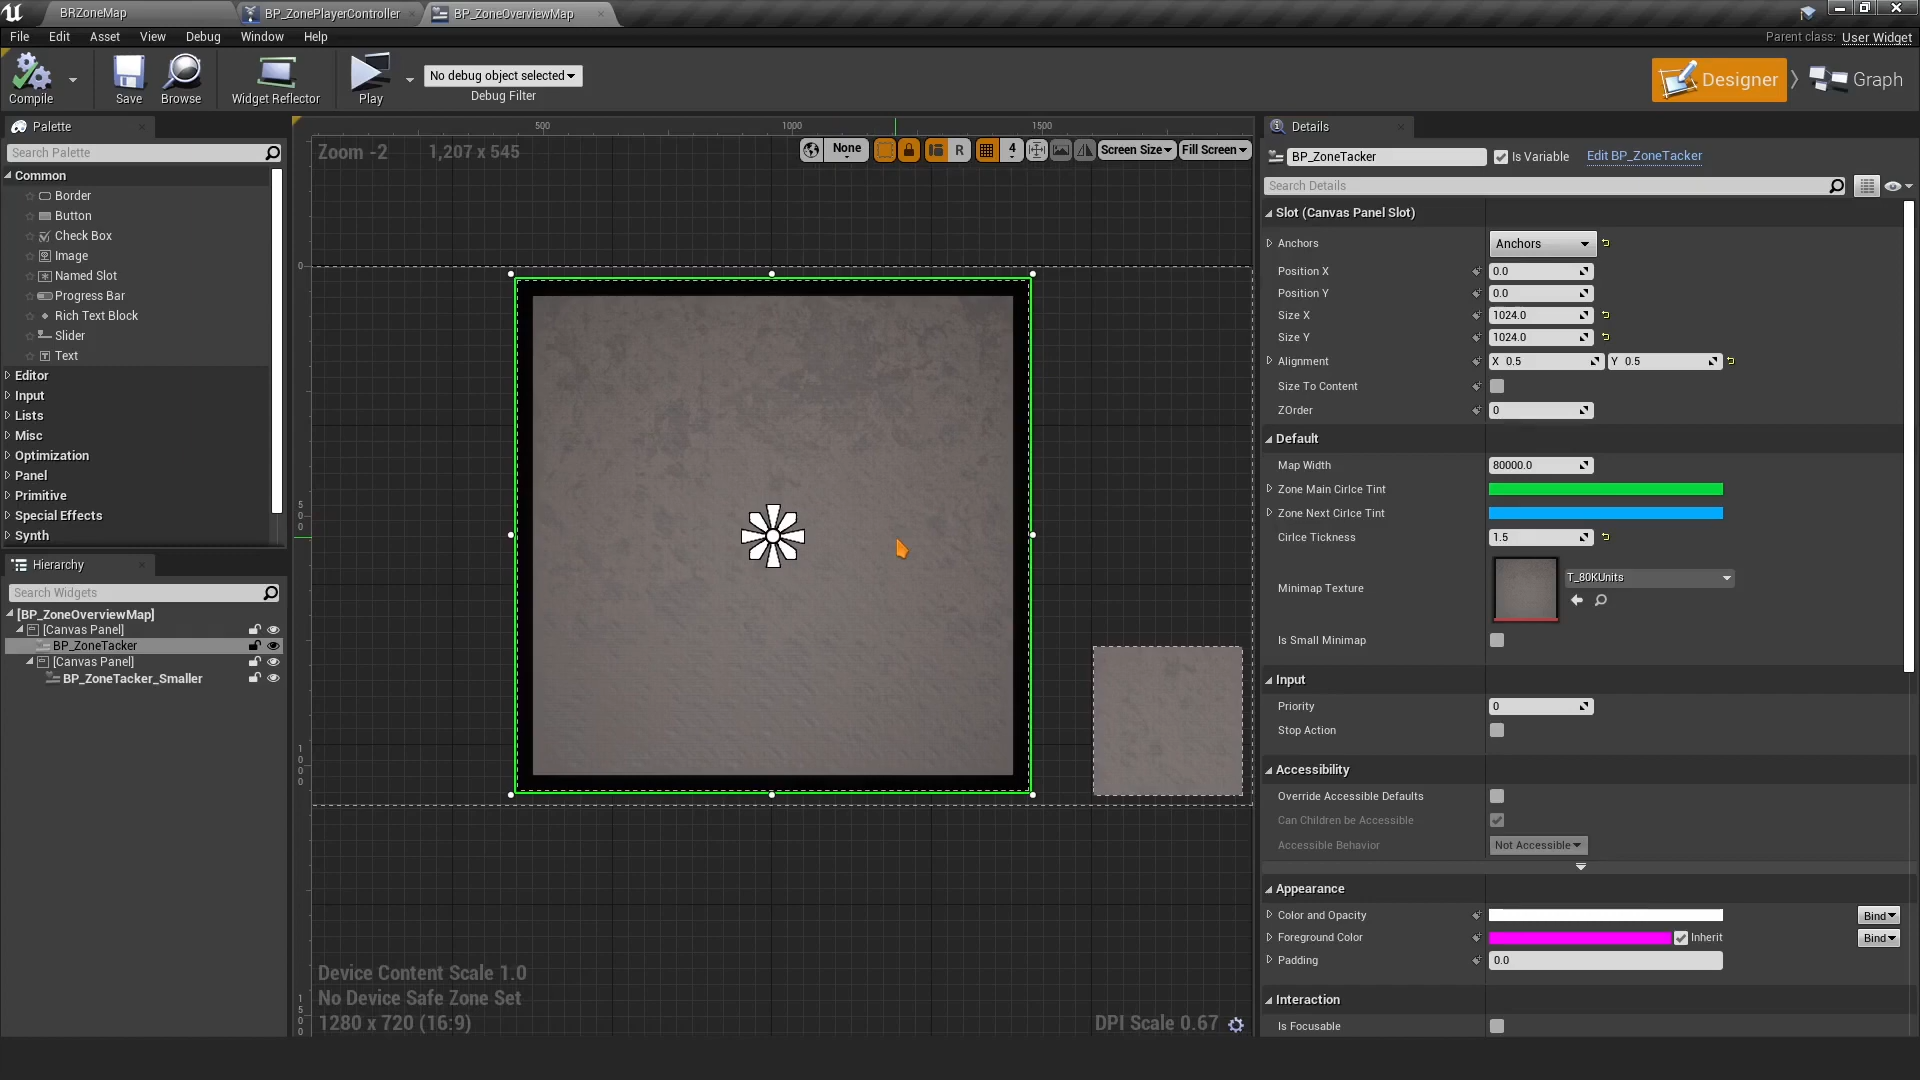 BRZoneMap
BP_ZonePlayerController
BP_ZoneOverviewMap
File Edit Asset View Debug Window Help
Parent class: User Widget
Compile
Save
Browse
Widget Reflector
Play
No debug object selected
Debug Filter
Designer
Graph
Palette
Search Palette
Common
Border
Button
Check Box
Image
Named Slot
Progress Bar
Rich Text Block
Slider
Text
Editor
Input
Lists
Misc
Optimization
Panel
Primitive
Special Effects
Synth
Hierarchy
Search Widgets
[BP_ZoneOverviewMap]
[Canvas Panel]
BP_ZoneTacker
[Canvas Panel]
BP_ZoneTacker_Smaller
500 1000 1500
Zoom -2 1,207 x 545
None R 4 Screen Size Fill Screen
0
500
1000
1500
Device Content Scale 1.0
No Device Safe Zone Set
1280 x 720 (16:9)
DPI Scale 0.67
Details
BP_ZoneTacker Is Variable Edit BP_ZoneTacker
Search Details
Slot (Canvas Panel Slot)
Anchors Anchors
Position X 0.0
Position Y 0.0
Size X 1024.0
Size Y 1024.0
Alignment X 0.5 Y 0.5
Size To Content
ZOrder 0
Default
Map Width 80000.0
Zone Main Cirlce Tint
Zone Next Cirlce Tint
Cirlce Tickness 1.5
Minimap Texture T_80KUnits
Is Small Minimap
Input
Priority 0
Stop Action
Accessibility
Override Accessible Defaults
Can Children be Accessible
Accessible Behavior Not Accessible
Appearance
Color and Opacity Bind
Foreground Color Inherit Bind
Padding 0.0
Interaction
Is Focusable